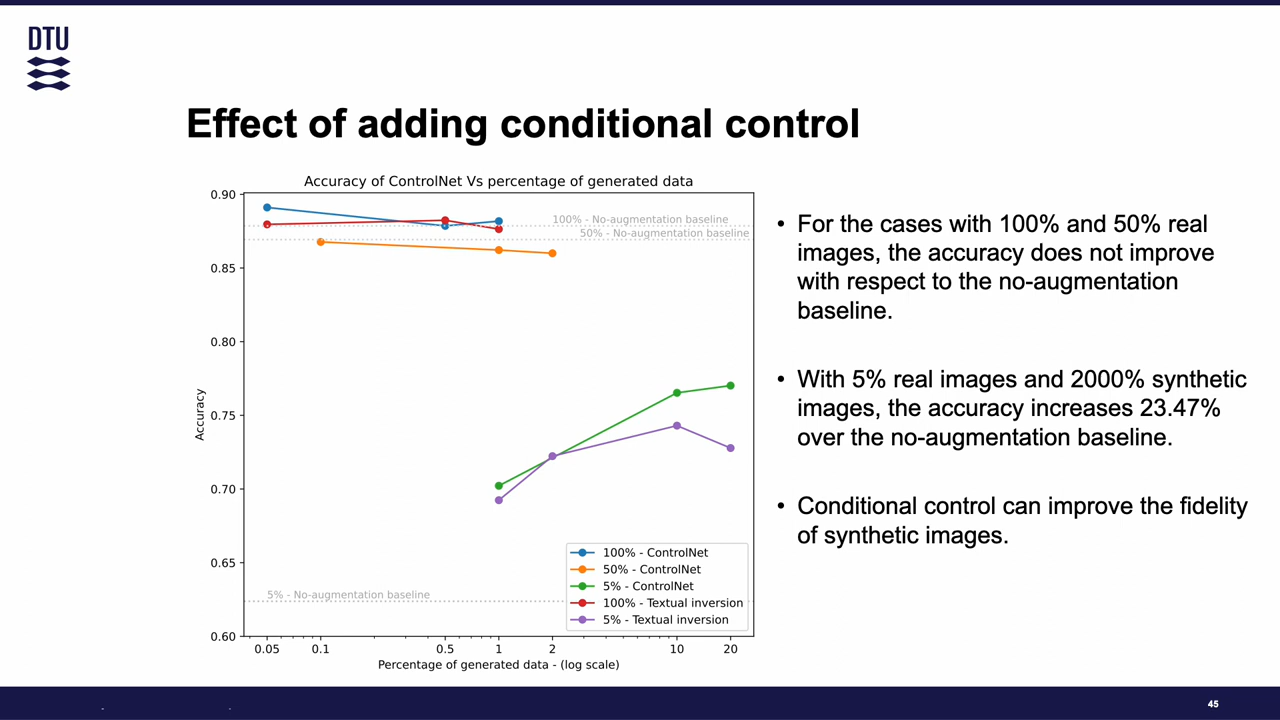 DTU
Effect of adding conditional control
Accuracy of ControlNet Vs percentage of generated data
0.90
0.85
0.80
0.75
0.70
0.65
0.60
Accuracy
100% - No-augmentation baseline
50% - No-augmentation baseline
5% - No-augmentation baseline
100% - ControlNet
50% - ControlNet
5% - ControlNet
100% - Textual inversion
5% - Textual inversion
0.05 0.1 0.5 1 2 10 20
Percentage of generated data - (log scale)
• For the cases with 100% and 50% real
images, the accuracy does not improve
with respect to the no-augmentation
baseline.
• With 5% real images and 2000% synthetic
images, the accuracy increases 23.47%
over the no-augmentation baseline.
• Conditional control can improve the fidelity
of synthetic images.
45